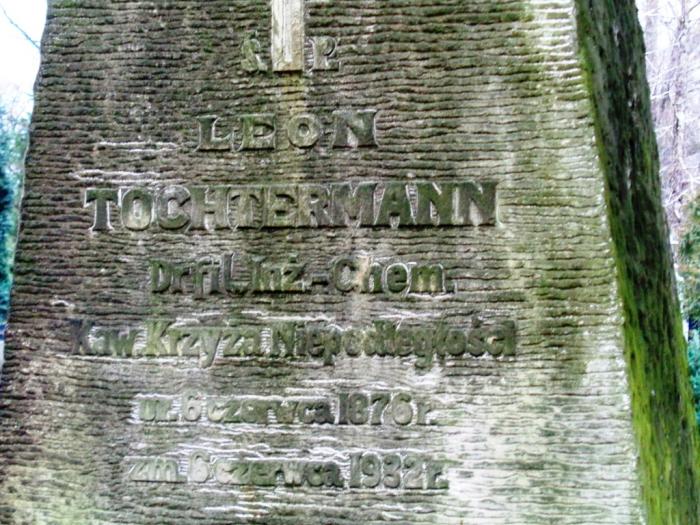 Ś P.
LEON
TOCHTERMANN
Dr fil. Inż.-Chem.
Kaw. Krzyża Niepodległości
ur. 6 czerwca 1876 r.
zm. 6 czerwca 1932 r.